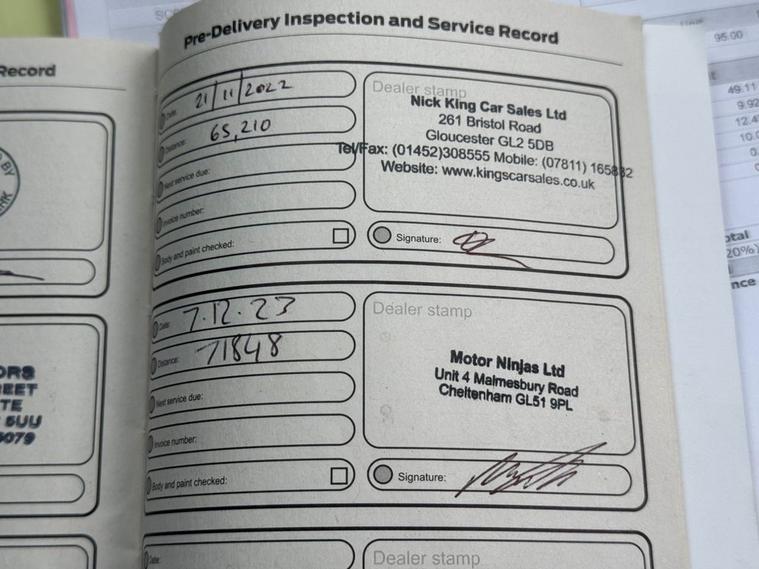 Record
ORS
EET
TE
5UU
5079
Pre-Delivery Inspection and Service Record
Date: 21/11/2022
Distance: 65,210
Next service due:
Invoice number:
Body and paint checked:
Dealer stamp
Nick King Car Sales Ltd
261 Bristol Road
Gloucester GL2 5DB
Tel/Fax: (01452)308555 Mobile: (07811) 165882
Website: www.kingscarsales.co.uk
Signature:
Date: 7.12.23
Distance: 71848
Next service due:
Invoice number:
Body and paint checked:
Dealer stamp
Motor Ninjas Ltd
Unit 4 Malmesbury Road
Cheltenham GL51 9PL
Signature:
Date:
Dealer stamp
95.00
49.11
9.92
otal
20%)
nce